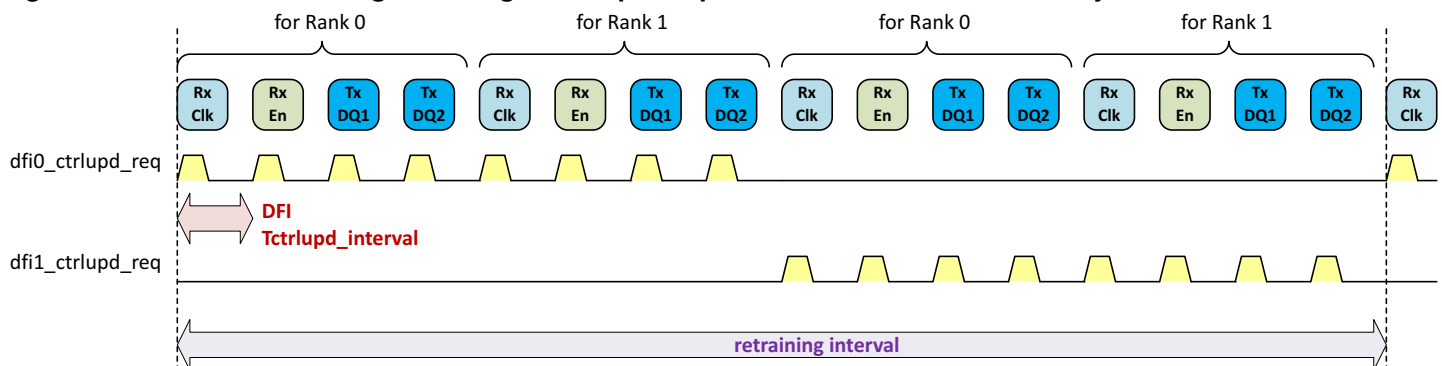 for Rank 0 for Rank 1 for Rank 0 for Rank 1
Rx Rx Tx Tx Rx Rx Tx Tx Rx Rx Tx Tx Rx Rx Tx Tx Rx
Clk En DQ1 DQ2 Clk En DQ1 DQ2 Clk En DQ1 DQ2 Clk En DQ1 DQ2 Clk
dfi0_ctrlupd_req
DFI
Tctrlupd_interval
dfi1_ctrlupd_req
retraining interval